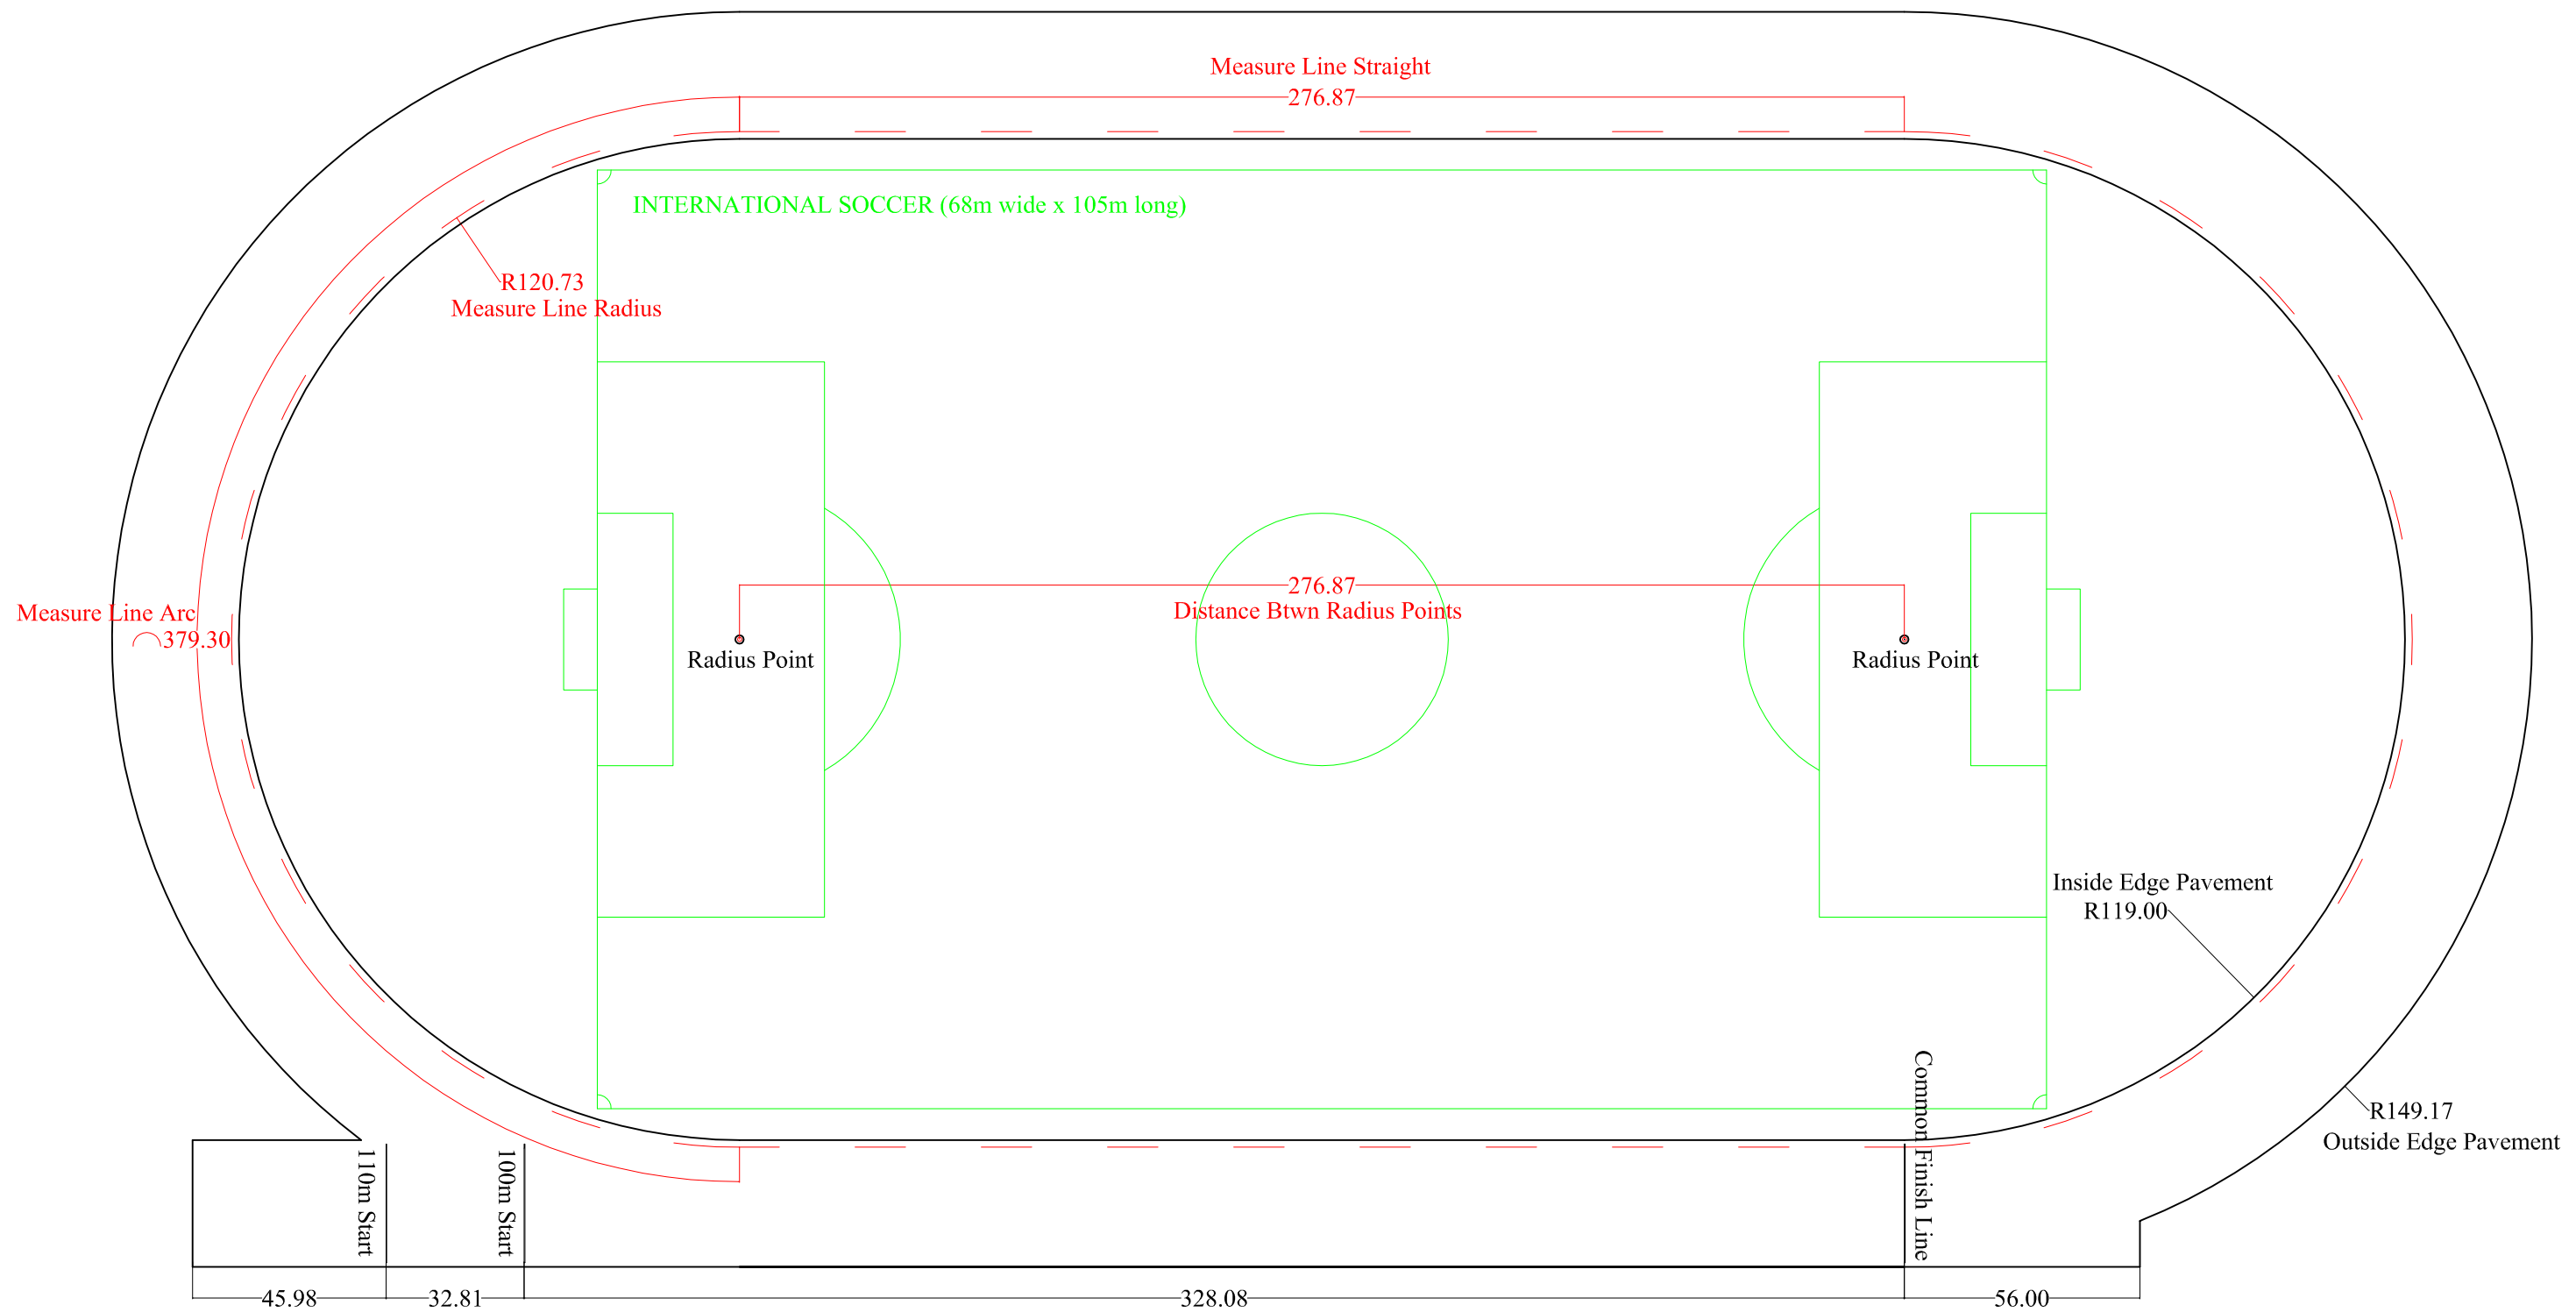 Measure Line Straight
276.87
INTERNATIONAL SOCCER (68m wide x 105m long)
R120.73
Measure Line Radius
276.87
Distance Btwn Radius Points
Measure Line Arc
379.30
Radius Point
Radius Point
Inside Edge Pavement
R119.00
R149.17
Outside Edge Pavement
110m Start
100m Start
Common Finish Line
45.98
32.81
328.08
56.00